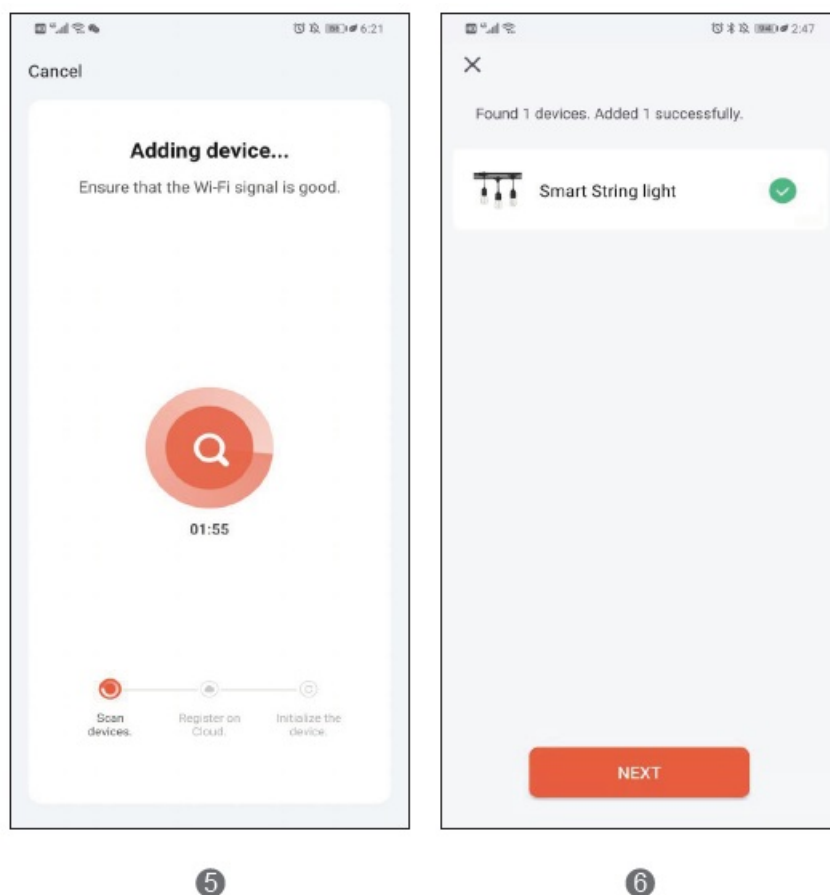 6:21
Cancel
Adding device...
Ensure that the Wi-Fi signal is good.
01:55
Scan
devices.
Register on
Cloud.
Initialize the
device.
5
2:47
Found 1 devices. Added 1 successfully.
Smart String light
NEXT
6